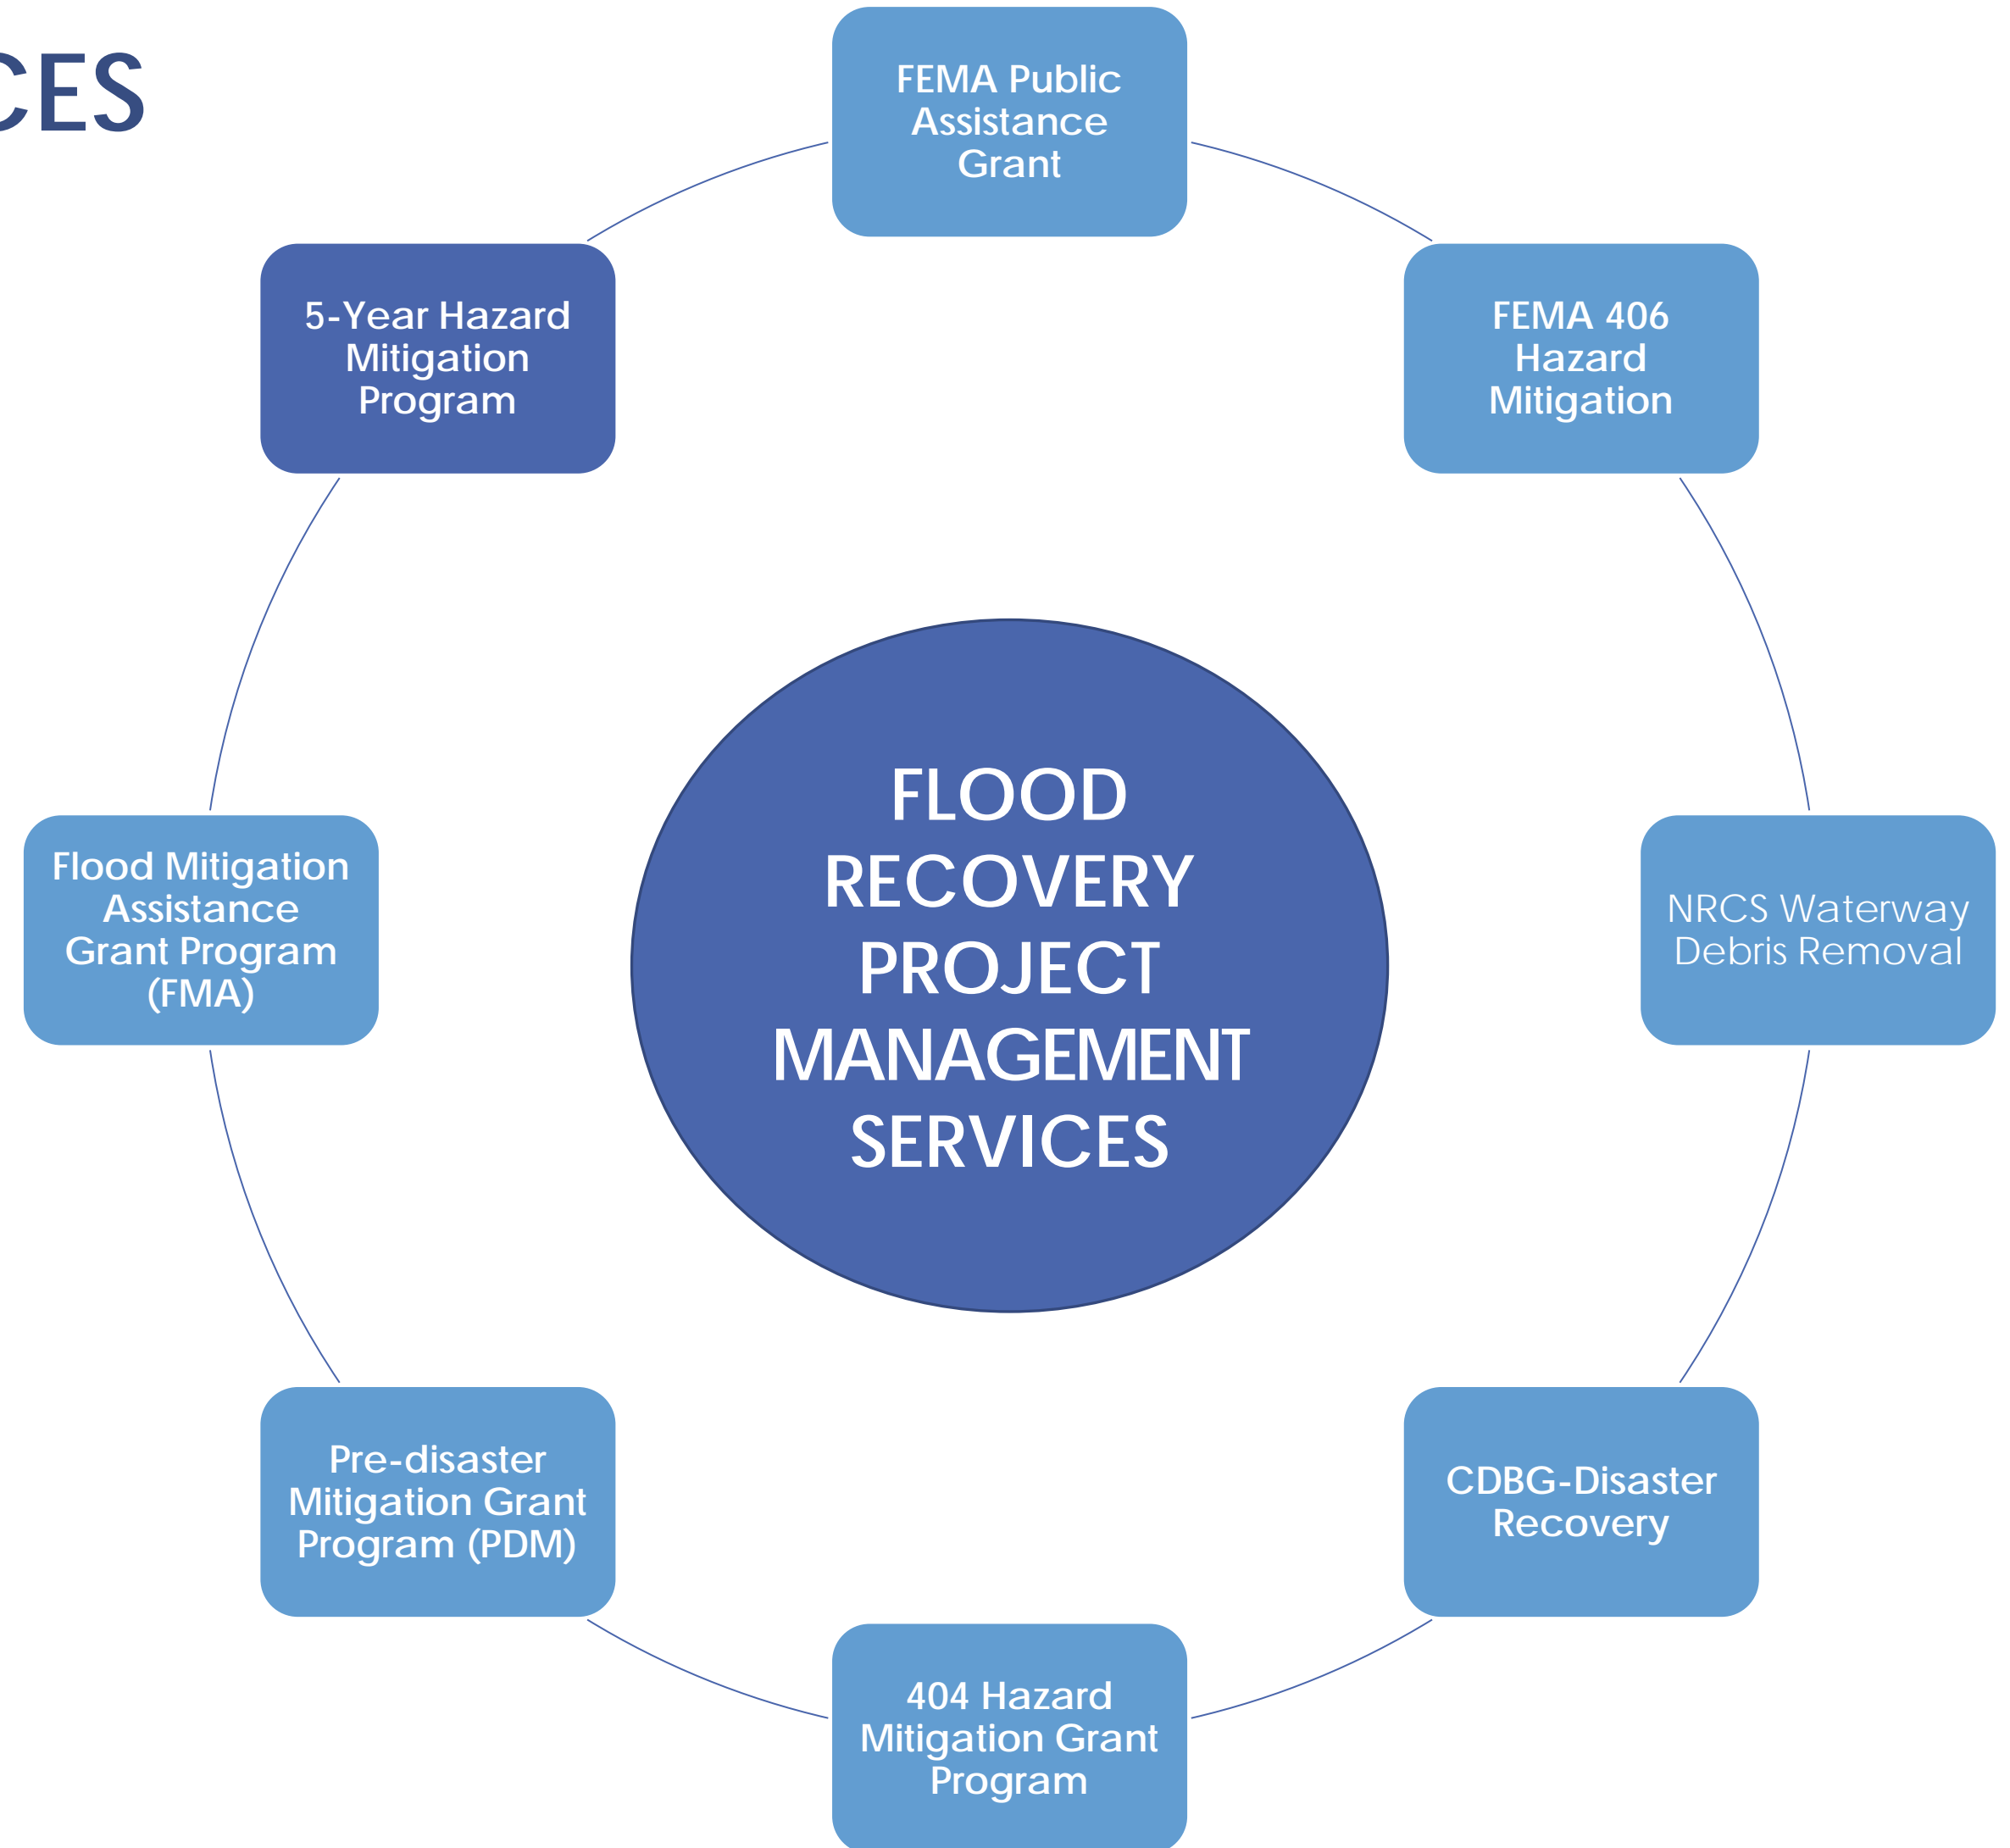 CES
FEMA Public
Assistance
Grant
5-Year Hazard
Mitigation
Program
FEMA 406
Hazard
Mitigation
FLOOD
RECOVERY
PROJECT
MANAGEMENT
SERVICES
Flood Mitigation
Assistance
Grant Program
(FMA)
NRCS Waterway
Debris Removal
Pre-disaster
Mitigation Grant
Program (PDM)
CDBG-Disaster
Recovery
404 Hazard
Mitigation Grant
Program